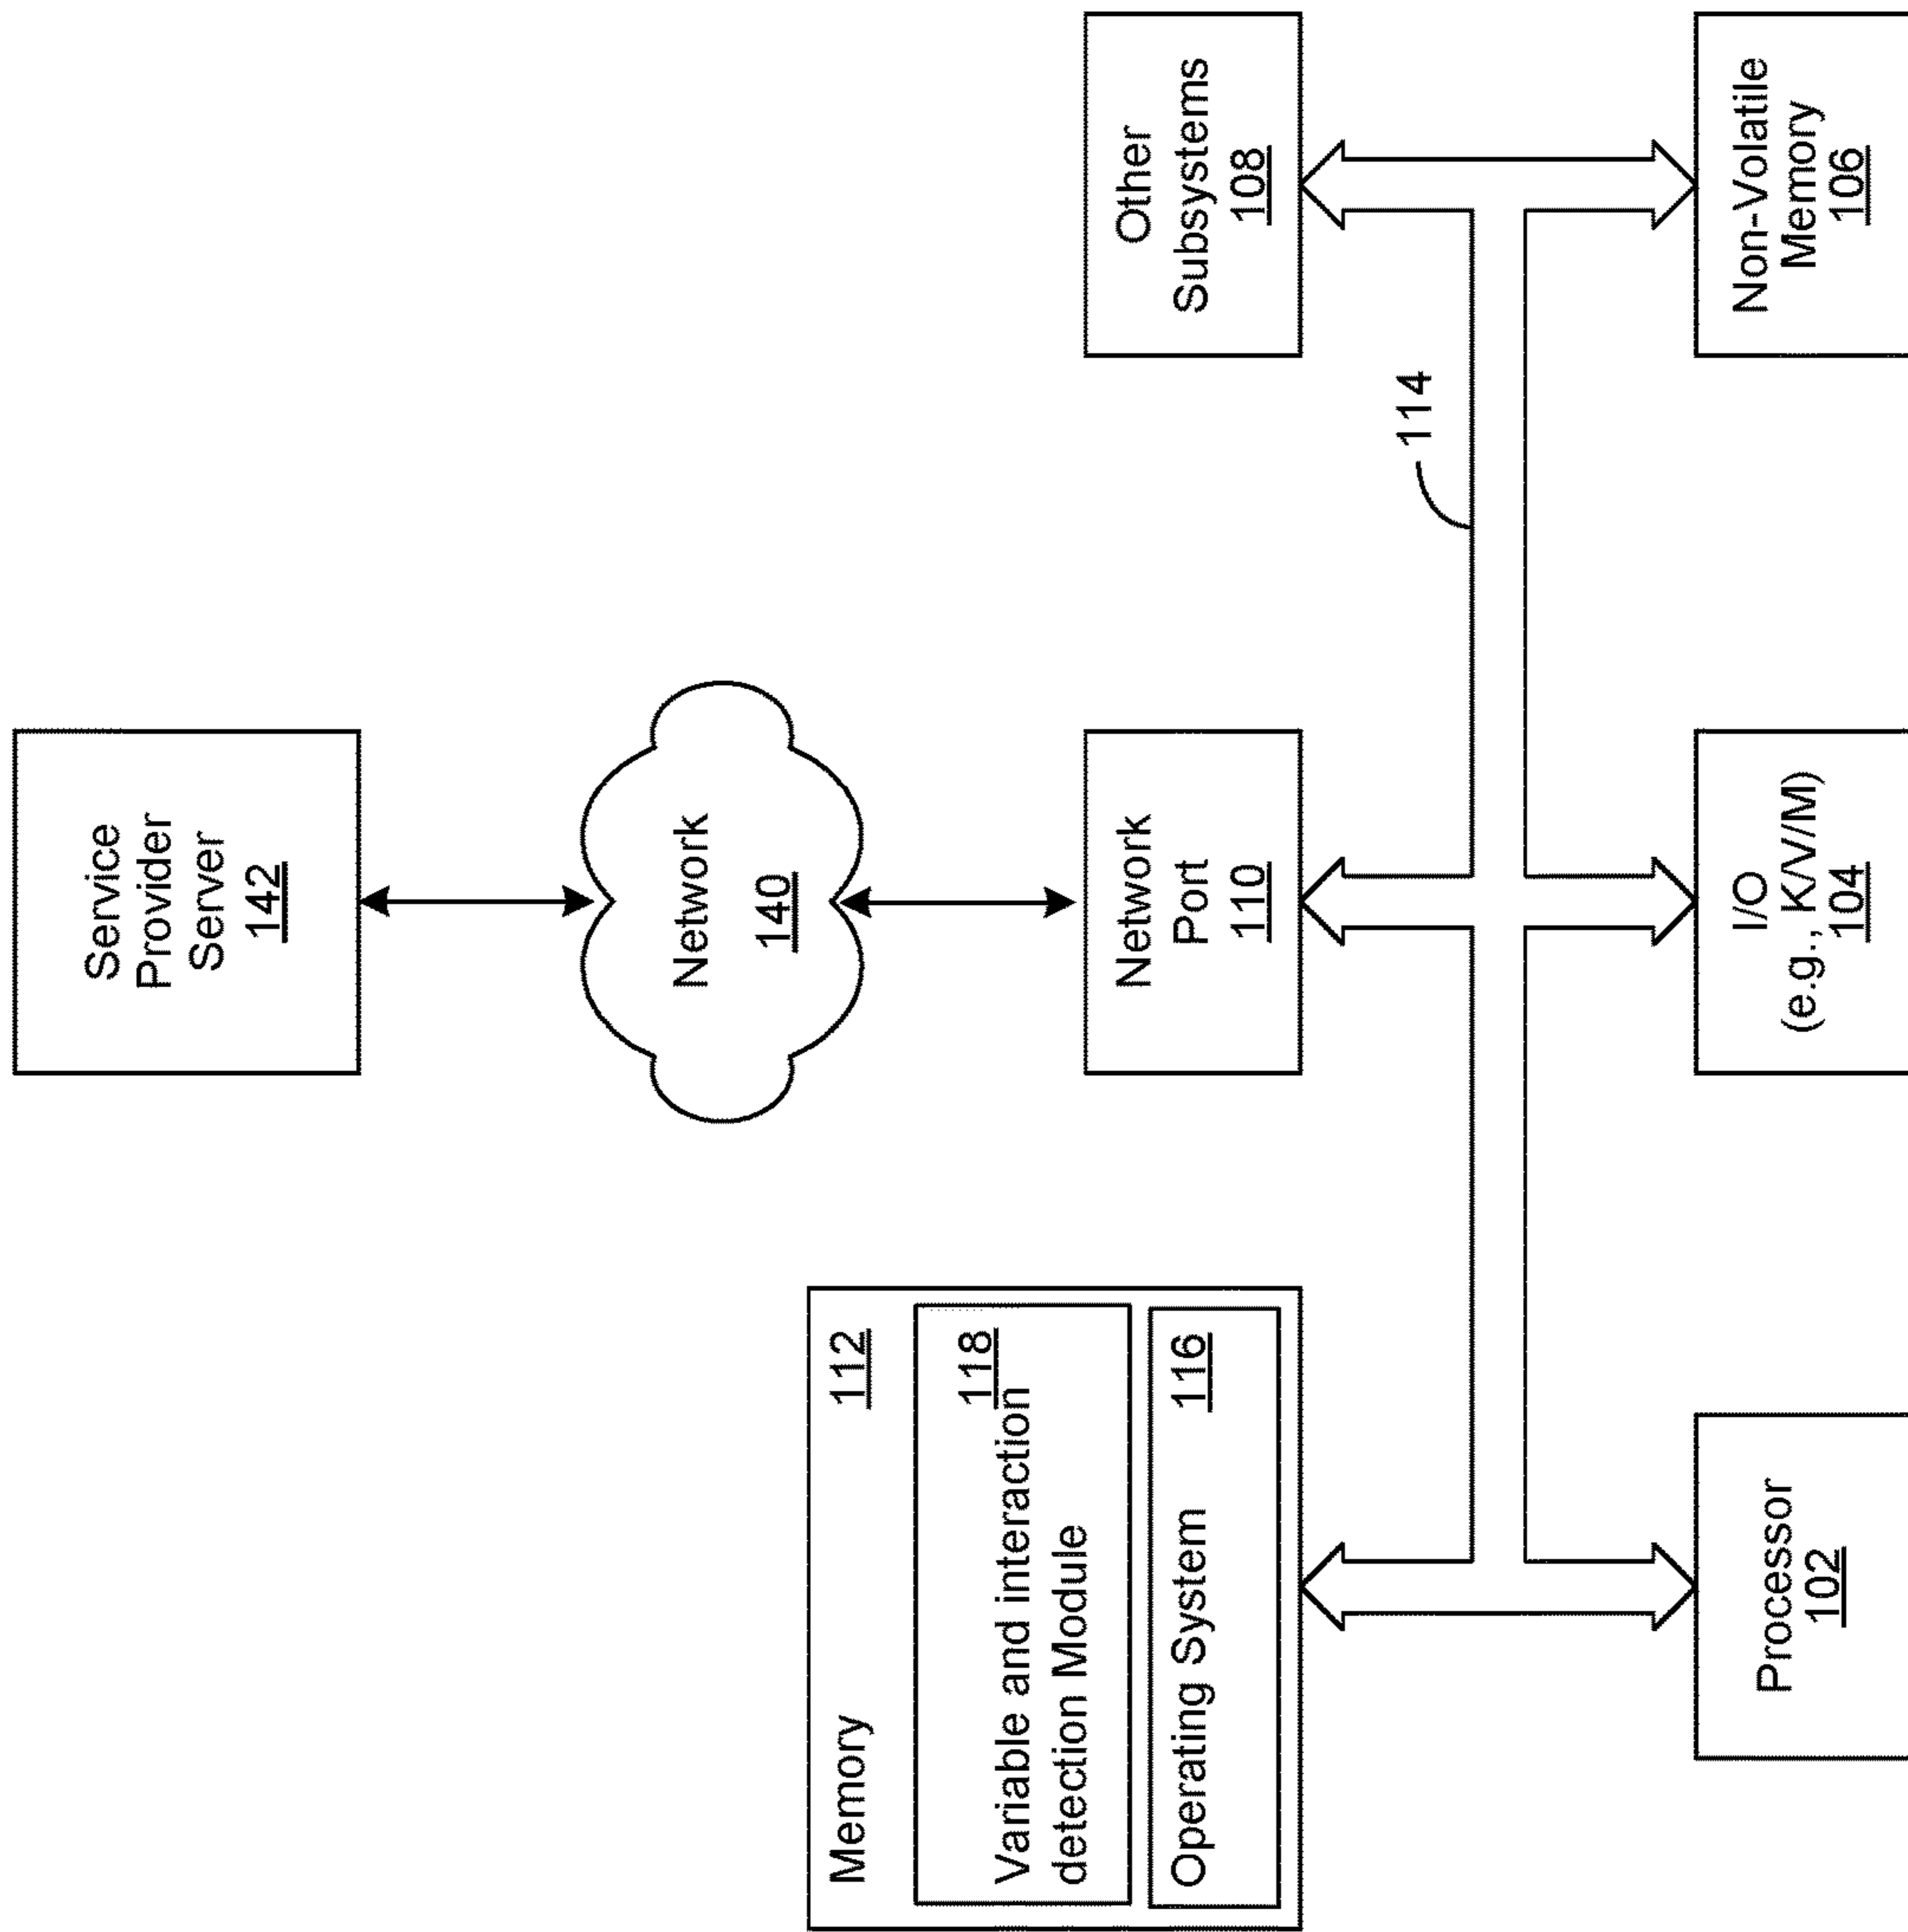 Service
Provider
Server
142
Network
140
Memory
112
118
Variable and interaction
detection Module
Operating System
116
Network
Port
110
Other
Subsystems
108
114
Processor
102
I/O
(e.g., K/V/M)
104
Non-Volatile
Memory
106